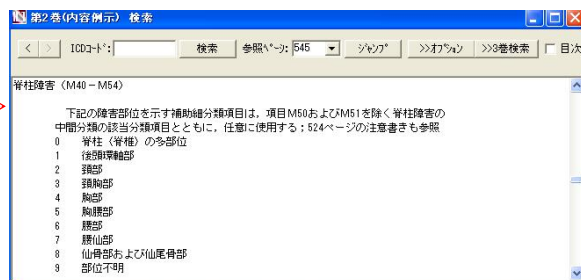 第2巻(内容例示) 検索
< > ICDコード: 検索 参照ページ: 545 ジャンプ >>オプション >>3巻検索 目次
脊柱障害（M40－M54）
下記の障害部位を示す補助細分類項目は，項目M50およびM51を除く脊柱障害の
中間分類の該当分類項目とともに，任意に使用する；524ページの注意書きも参照
0 脊柱（脊椎）の多部位
1 後頭環軸部
2 頚部
3 頚胸部
4 胸部
5 胸腰部
6 腰部
7 腰仙部
8 仙骨部および仙尾骨部
9 部位不明